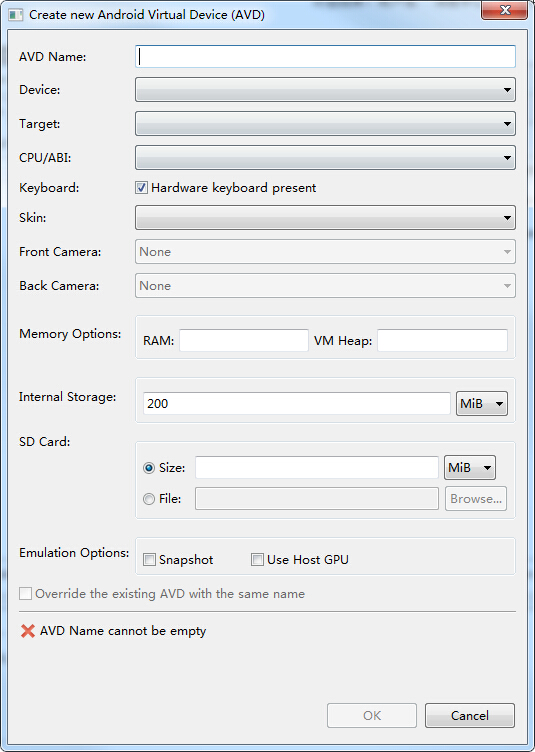 Create new Android Virtual Device (AVD)
AVD Name:
Device:
Target:
CPU/ABI:
Keyboard: Hardware keyboard present
Skin:
Front Camera: None
Back Camera: None
Memory Options: RAM: VM Heap:
Internal Storage: 200 MiB
SD Card:
Size: MiB
File: Browse...
Emulation Options: Snapshot Use Host GPU
Override the existing AVD with the same name
AVD Name cannot be empty
OK Cancel